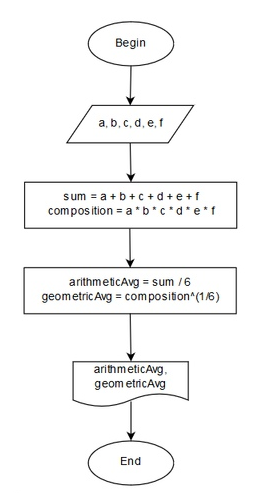 Begin
a, b, c, d, e, f
sum = a + b + c + d + e + f
composition = a * b * c * d * e * f
arithmeticAvg = sum / 6
geometricAvg = composition^(1/6)
arithmeticAvg,
geometricAvg
End